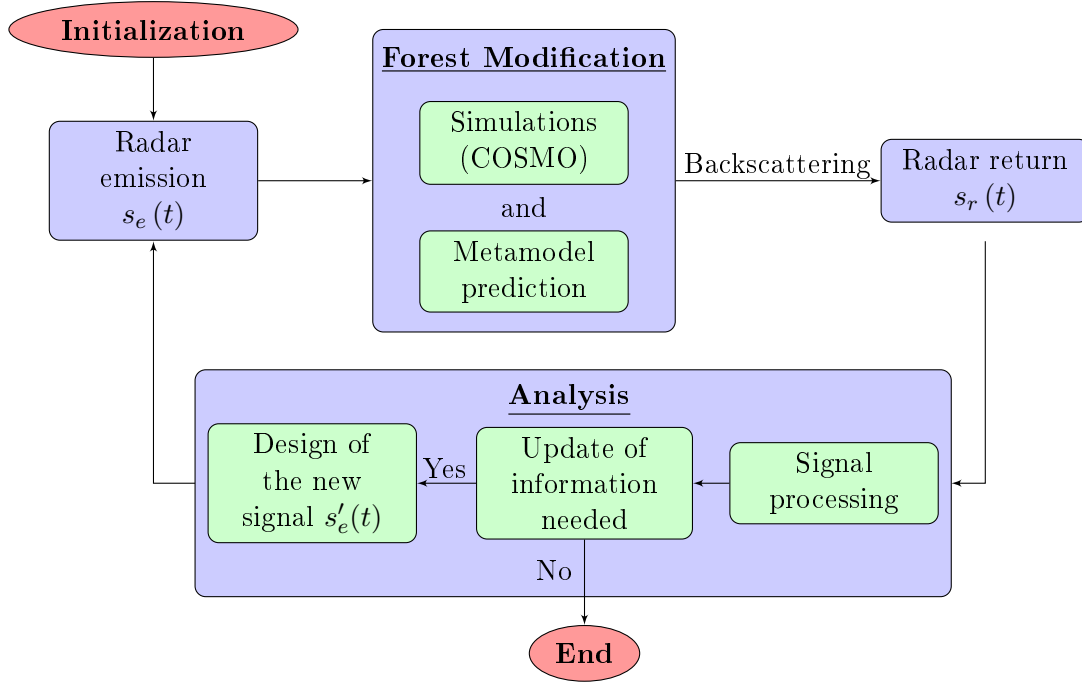 Initialization
Radar
emission
s_e (t)
Forest Modification
Simulations
(COSMO)
and
Metamodel
prediction
Backscattering
Radar return
s_r (t)
Analysis
Design of
the new
signal s′_e(t)
Yes
Update of
information
needed
Signal
processing
No
End